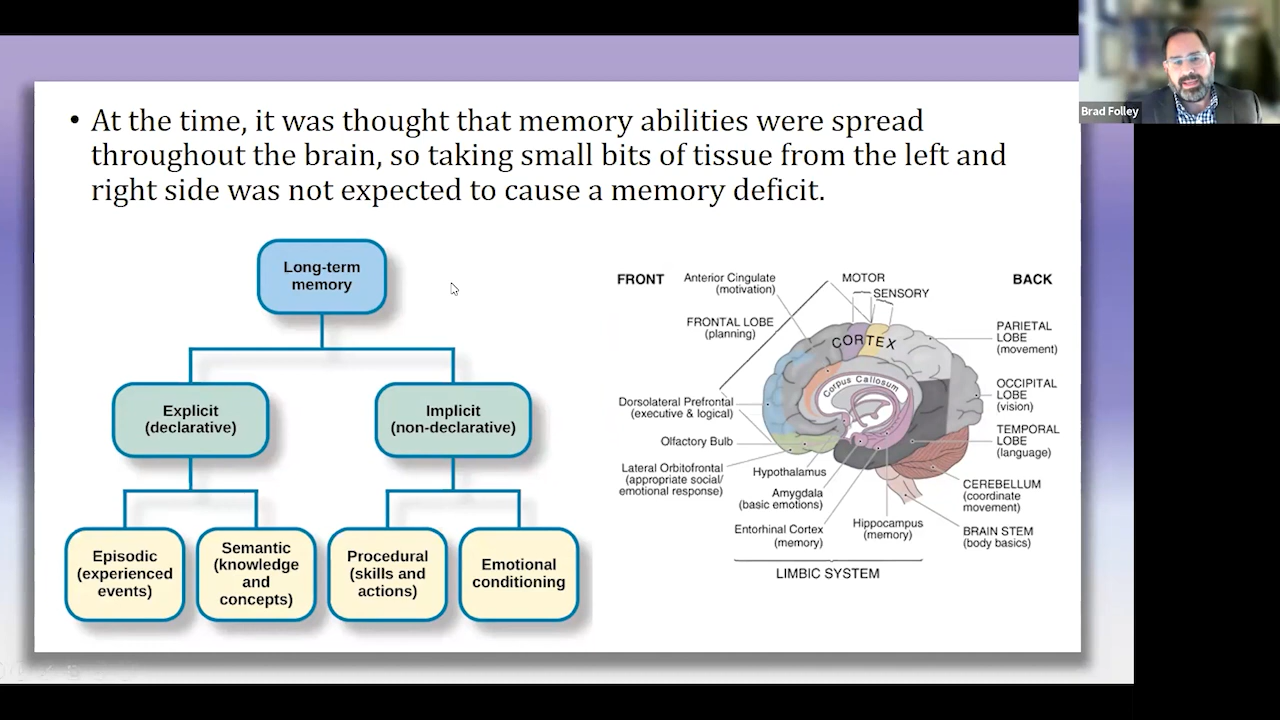 • At the time, it was thought that memory abilities were spread
throughout the brain, so taking small bits of tissue from the left and
right side was not expected to cause a memory deficit.
Brad Folley
Long-term
memory
Explicit
(declarative)
Implicit
(non-declarative)
Episodic
(experienced
events)
Semantic
(knowledge
and
concepts)
Procedural
(skills and
actions)
Emotional
conditioning
FRONT
BACK
Anterior Cingulate
(motivation)
MOTOR
SENSORY
FRONTAL LOBE
(planning)
CORTEX
PARIETAL
LOBE
(movement)
Corpus Callosum
OCCIPITAL
LOBE
(vision)
Dorsolateral Prefrontal
(executive & logical)
TEMPORAL
LOBE
(language)
Olfactory Bulb
Lateral Orbitofrontal
(appropriate social/
emotional response)
Hypothalamus
Amygdala
(basic emotions)
Entorhinal Cortex
(memory)
Hippocampus
(memory)
CEREBELLUM
(coordinate
movement)
BRAIN STEM
(body basics)
LIMBIC SYSTEM